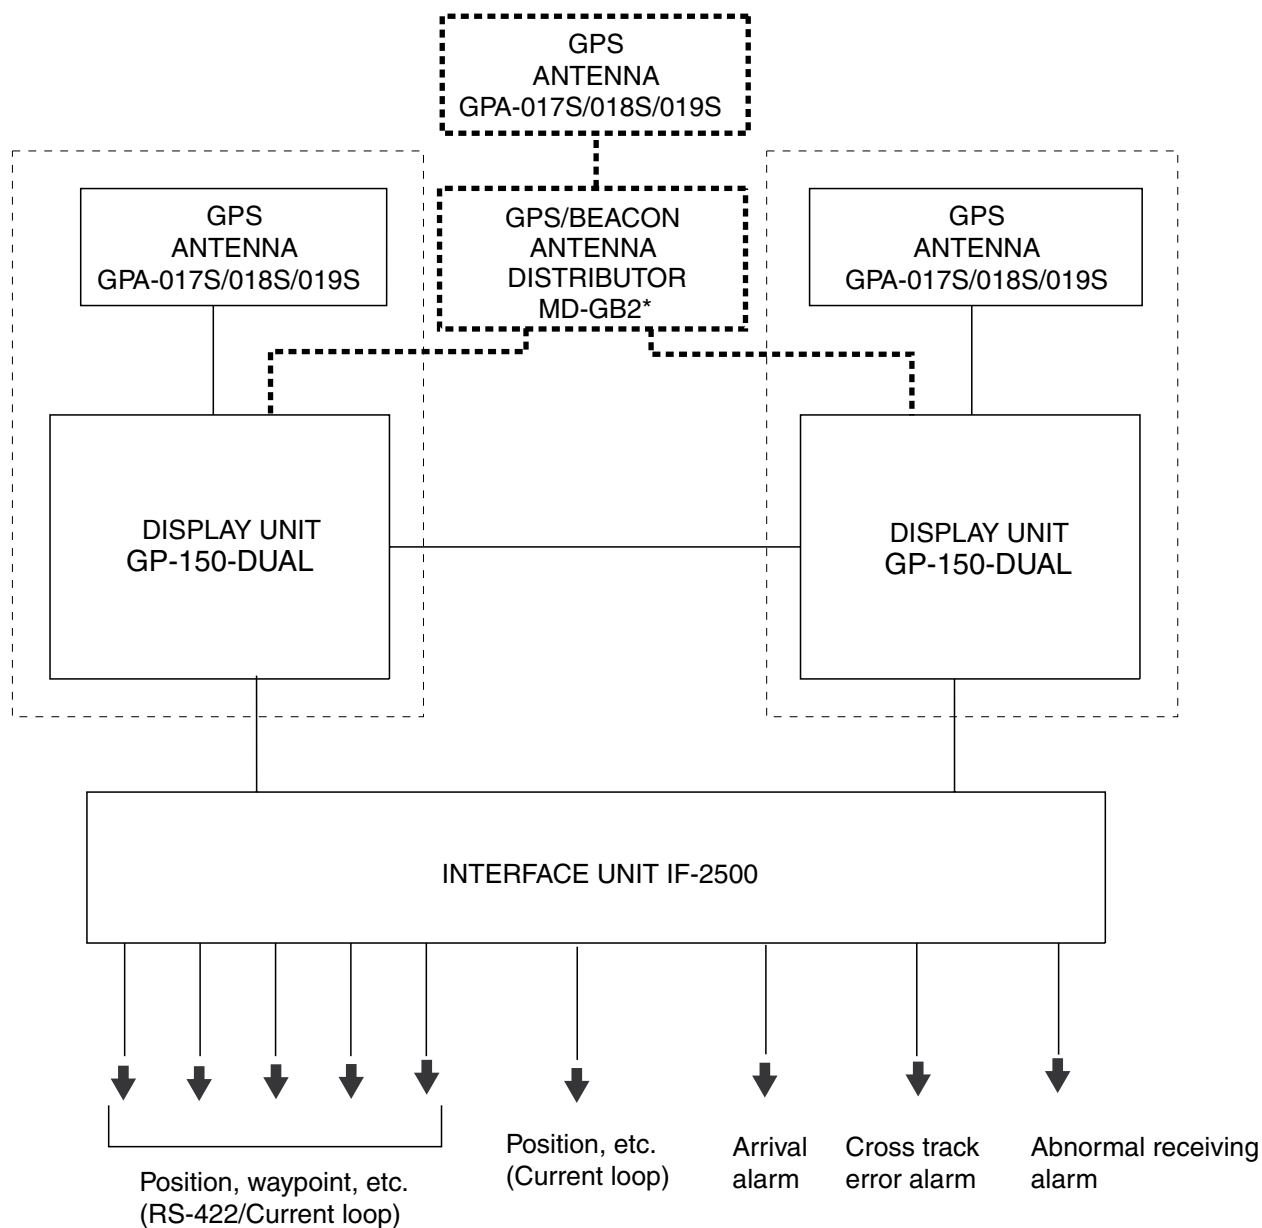 GPS
ANTENNA
GPA-017S/018S/019S
GPS
ANTENNA
GPA-017S/018S/019S
GPS/BEACON
ANTENNA
DISTRIBUTOR
MD-GB2*
GPS
ANTENNA
GPA-017S/018S/019S
DISPLAY UNIT
GP-150-DUAL
DISPLAY UNIT
GP-150-DUAL
INTERFACE UNIT IF-2500
Position, waypoint, etc.
(RS-422/Current loop)
Position, etc.
(Current loop)
Arrival
alarm
Cross track
error alarm
Abnormal receiving
alarm